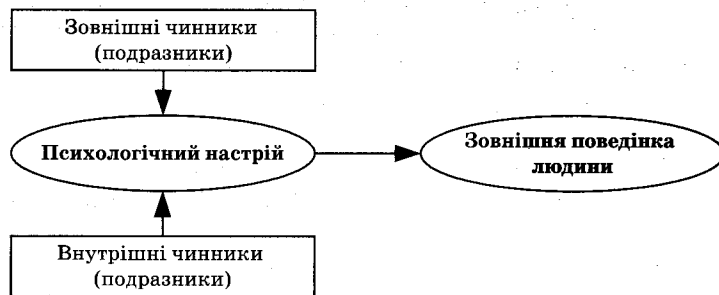 Зовнішні чинники
(подразники)
Психологічний настрій
Зовнішня поведінка
людини
Внутрішні чинники
(подразники)